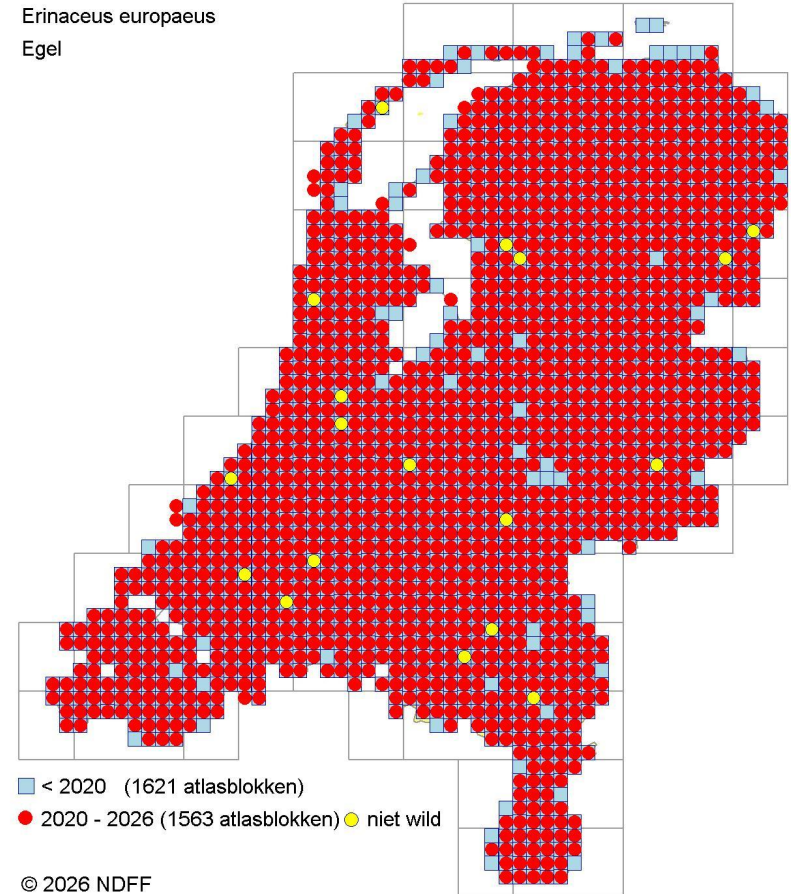 Erinaceus europaeus
Egel
< 2020 (1621 atlasblokken)
2020 - 2026 (1563 atlasblokken) niet wild
© 2026 NDFF